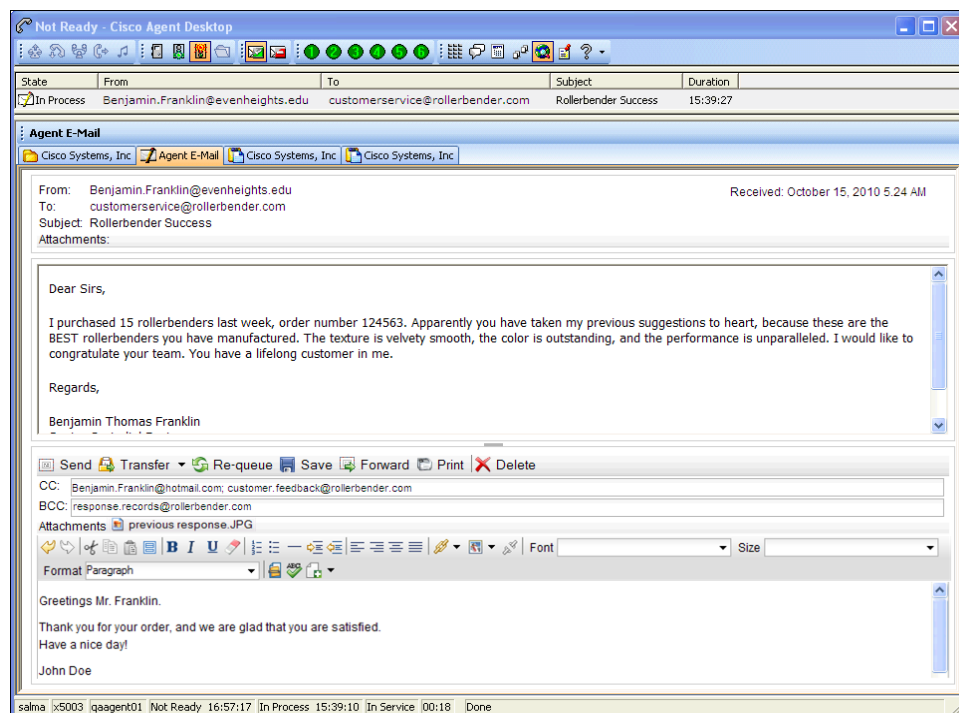 Not Ready - Cisco Agent Desktop
State From To Subject Duration
In Process Benjamin.Franklin@evenheights.edu customerservice@rollerbender.com Rollerbender Success 15:39:27
Agent E-Mail
Cisco Systems, Inc Agent E-Mail Cisco Systems, Inc Cisco Systems, Inc
From: Benjamin.Franklin@evenheights.edu Received: October 15, 2010 5.24 AM
To: customerservice@rollerbender.com
Subject: Rollerbender Success
Attachments:
Dear Sirs,
I purchased 15 rollerbenders last week, order number 124563. Apparently you have taken my previous suggestions to heart, because these are the
BEST rollerbenders you have manufactured. The texture is velvety smooth, the color is outstanding, and the performance is unparalleled. I would like to
congratulate your team. You have a lifelong customer in me.
Regards,
Benjamin Thomas Franklin
Send Transfer Re-queue Save Forward Print Delete
CC: Benjamin.Franklin@hotmail.com; customer.feedback@rollerbender.com
BCC: response.records@rollerbender.com
Attachments previous response.JPG
B I U Font Size
Format Paragraph
Greetings Mr. Franklin.
Thank you for your order, and we are glad that you are satisfied.
Have a nice day!
John Doe
salma x5003 qaagent01 Not Ready 16:57:17 In Process 15:39:10 In Service 00:18 Done